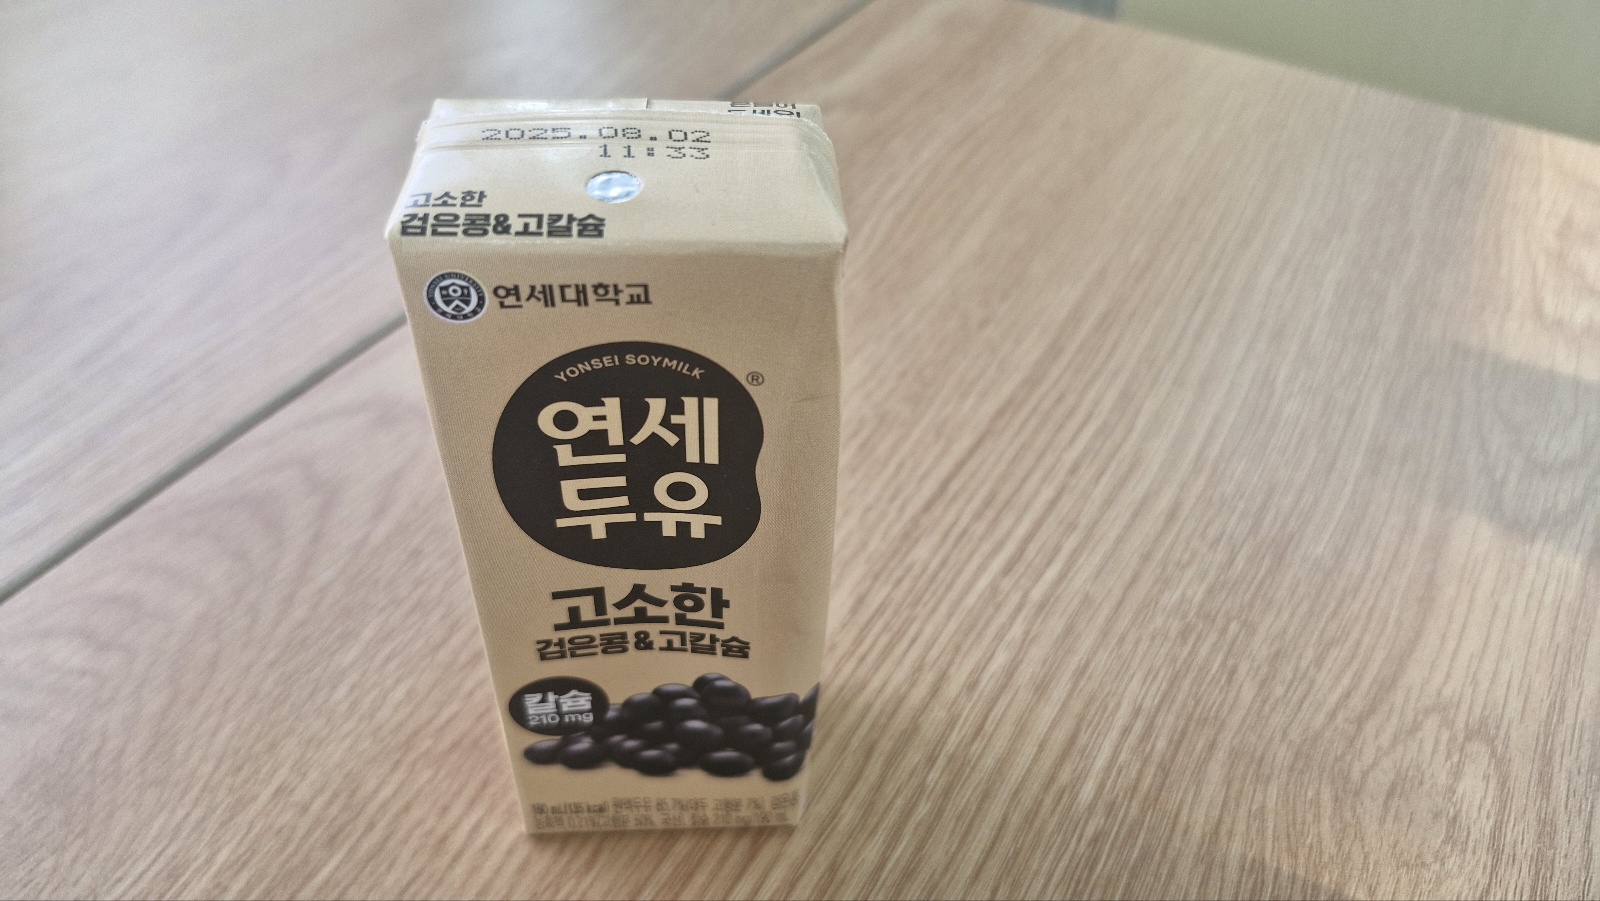 2025.08.02
11:33
고소한
검은콩&고칼슘
연세대학교
YONSEI SOYMILK
®
연세
두유
고소한
검은콩&고칼슘
칼슘
210 mg